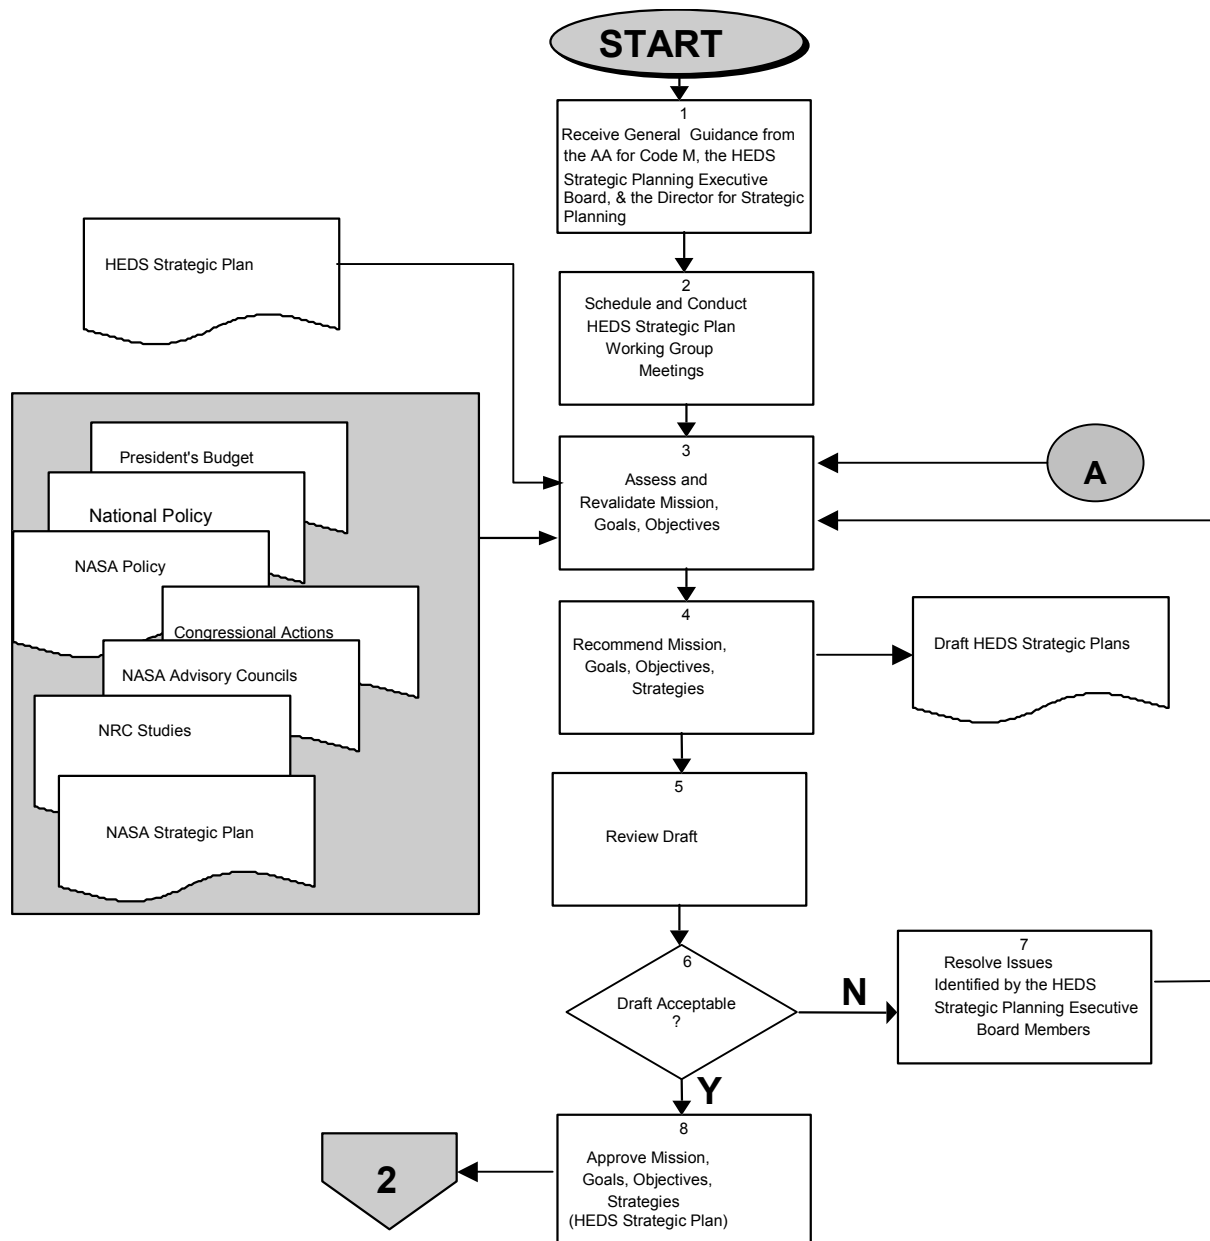 START
1
Receive General Guidance from
the AA for Code M, the HEDS
Strategic Planning Executive
Board, & the Director for Strategic
Planning
HEDS Strategic Plan
2
Schedule and Conduct
HEDS Strategic Plan
Working Group
Meetings
President's Budget
National Policy
NASA Policy
Congressional Actions
NASA Advisory Councils
NRC Studies
NASA Strategic Plan
3
Assess and
Revalidate Mission,
Goals, Objectives
A
4
Recommend Mission,
Goals, Objectives,
Strategies
Draft HEDS Strategic Plans
5
Review Draft
6
Draft Acceptable
?
N
7
Resolve Issues
Identified by the HEDS
Strategic Planning Esecutive
Board Members
Y
8
Approve Mission,
Goals, Objectives,
Strategies
(HEDS Strategic Plan)
2